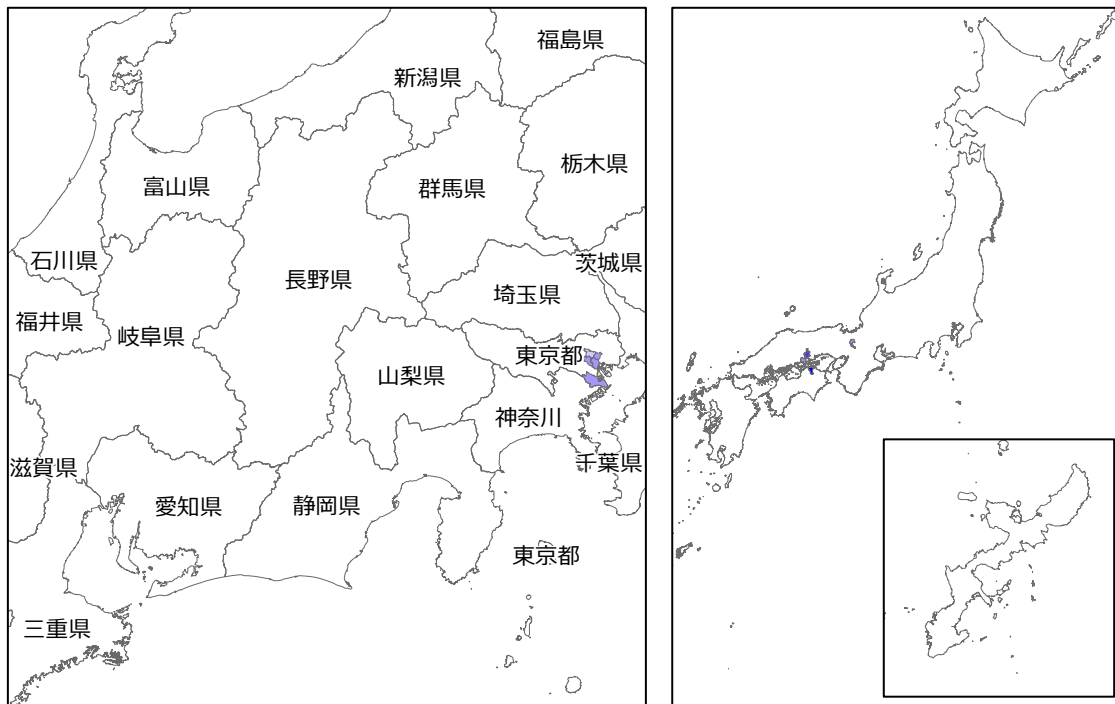 福島県
新潟県
栃木県
富山県
群馬県
石川県
茨城県
長野県
埼玉県
福井県
岐阜県
東京都
山梨県
神奈川
滋賀県
千葉県
愛知県
静岡県
東京都
三重県